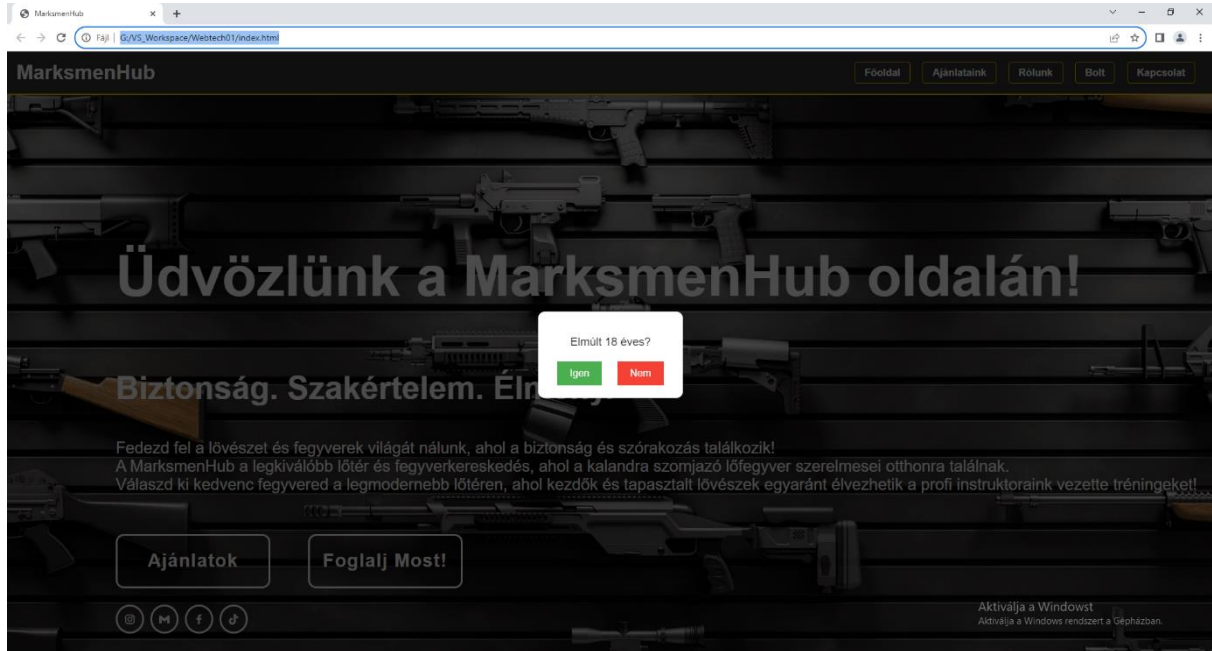 MarksmenHub
Fájl | G:/VS_Workspace/Webtech01/index.html
MarksmenHub
Főoldal Ajánlataink Rólunk Bolt Kapcsolat
Üdvözlünk a MarksmenHub oldalán!
Elmúlt 18 éves?
Igen Nem
Biztonság. Szakértelem.
Fedezd fel a lövészet és fegyverek világát nálunk, ahol a biztonság és szórakozás találkozik!
A MarksmenHub a legkiválóbb lőtér és fegyverkereskedés, ahol a kalandra szomjazó lőfegyver szerelmesei otthonra találnak.
Válaszd ki kedvenc fegyvered a legmodernebb lőtéren, ahol kezdők és tapasztalt lövészek egyaránt élvezhetik a profi instruktoraink vezette tréningeket!
Ajánlatok Foglalj Most!
Aktiválja a Windowst
Aktiválja a Windows rendszert a Gépházban.